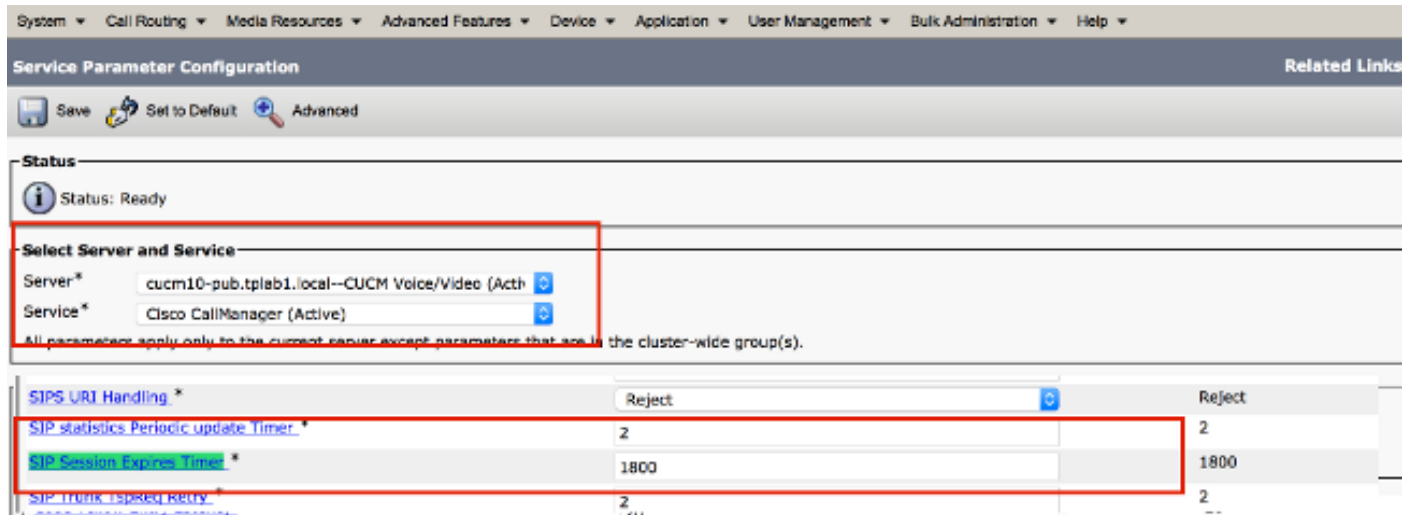 System Call Routing Media Resources Advanced Features Device Application User Management Bulk Administration Help
Service Parameter Configuration Related Links
Save Set to Default Advanced
Status
Status: Ready
Select Server and Service
Server* cucm10-pub.tplab1.local--CUCM Voice/Video (Acti
Service* Cisco CallManager (Active)
All parameters apply only to the current server except parameters that are in the cluster-wide group(s).
SIPS URI Handling * Reject Reject
SIP statistics Periodic update Timer * 2 2
SIP Session Expires Timer * 1800 1800
SIP Trunk TspReq Retry * 2 2